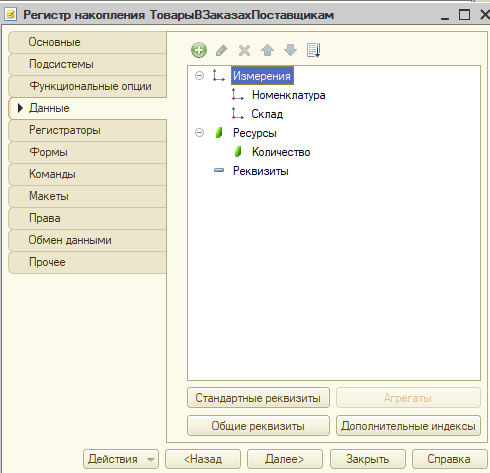 Регистр накопления ТоварыВЗаказахПоставщикам
Основные
Подсистемы
Функциональные опции
Данные
Регистраторы
Формы
Команды
Макеты
Права
Обмен данными
Прочее
Измерения
Номенклатура
Склад
Ресурсы
Количество
Реквизиты
Стандартные реквизиты
Агрегаты
Общие реквизиты
Дополнительные индексы
Действия
<Назад
Далее>
Закрыть
Справка